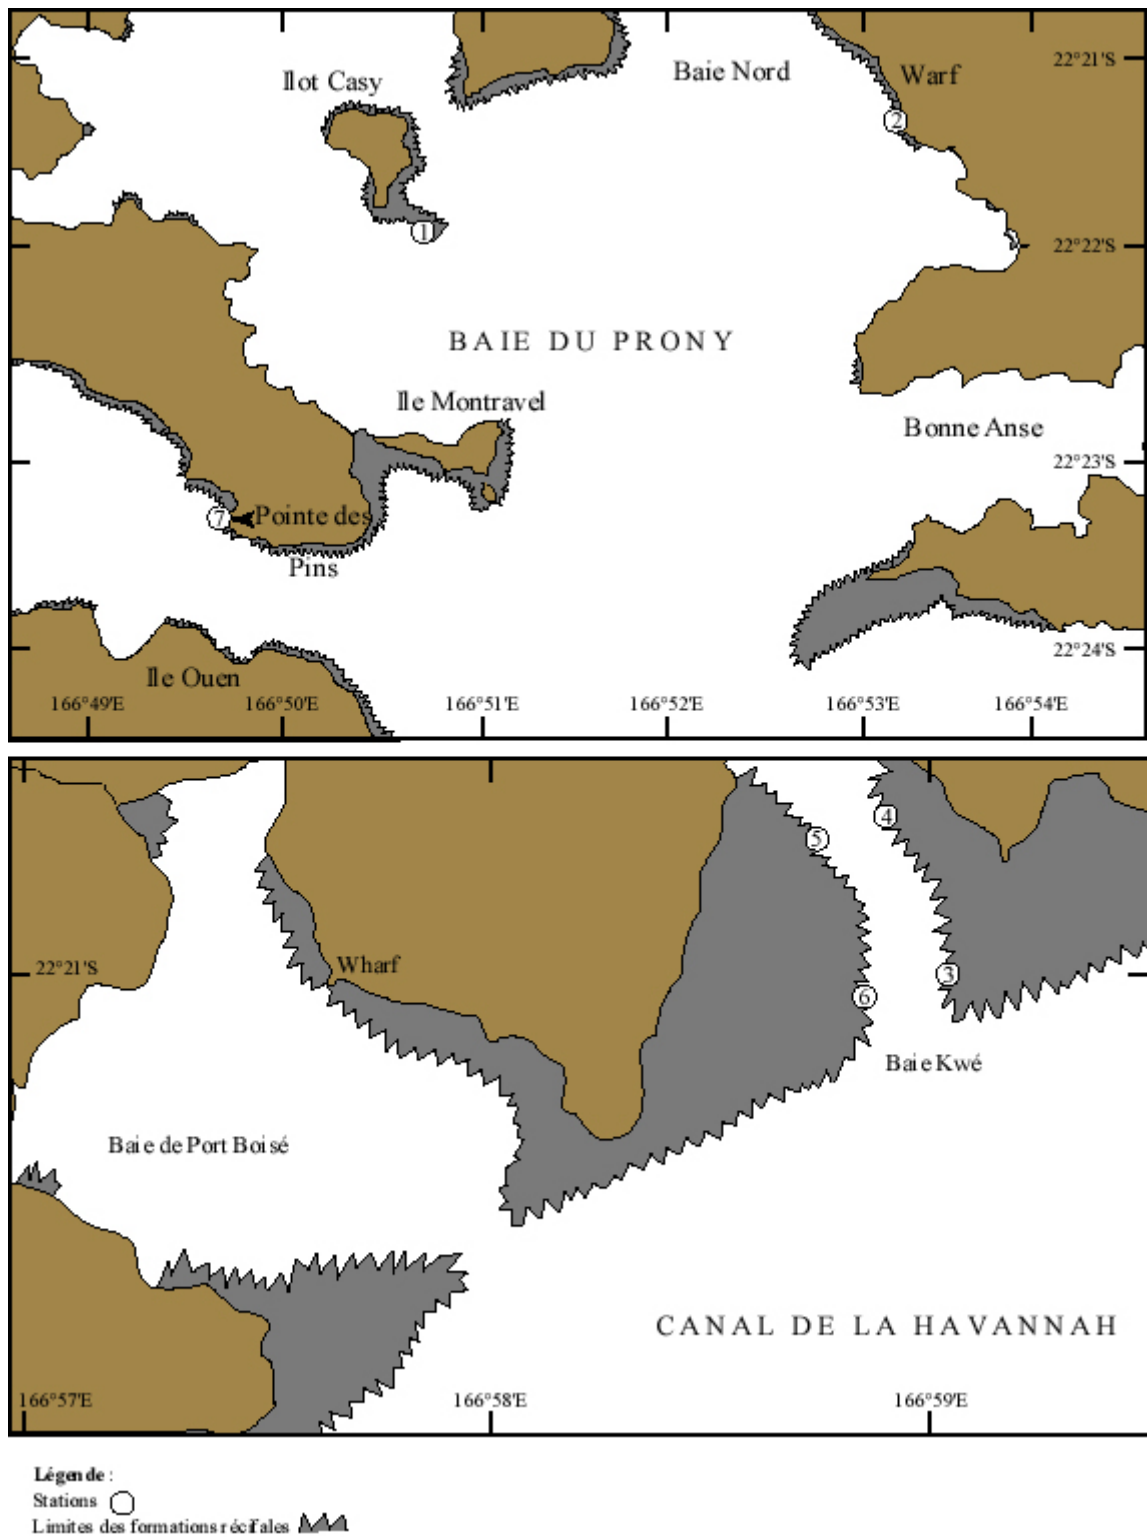 22°21'S
Ilot Casy
Baie Nord
Warf
2
1
22°22'S
BAIE DU PRONY
Ile Montravel
Bonne Anse
22°23'S
7
Pointe des
Pins
22°24'S
Ile Ouen
166°49'E
166°50'E
166°51'E
166°52'E
166°53'E
166°54'E
4
5
22°21'S
Wharf
3
6
Baie Kwé
Baie de Port Boisé
CANAL DE LA HAVANNAH
166°57'E
166°58'E
166°59'E
Légende :
Stations
Limites des formations récifales